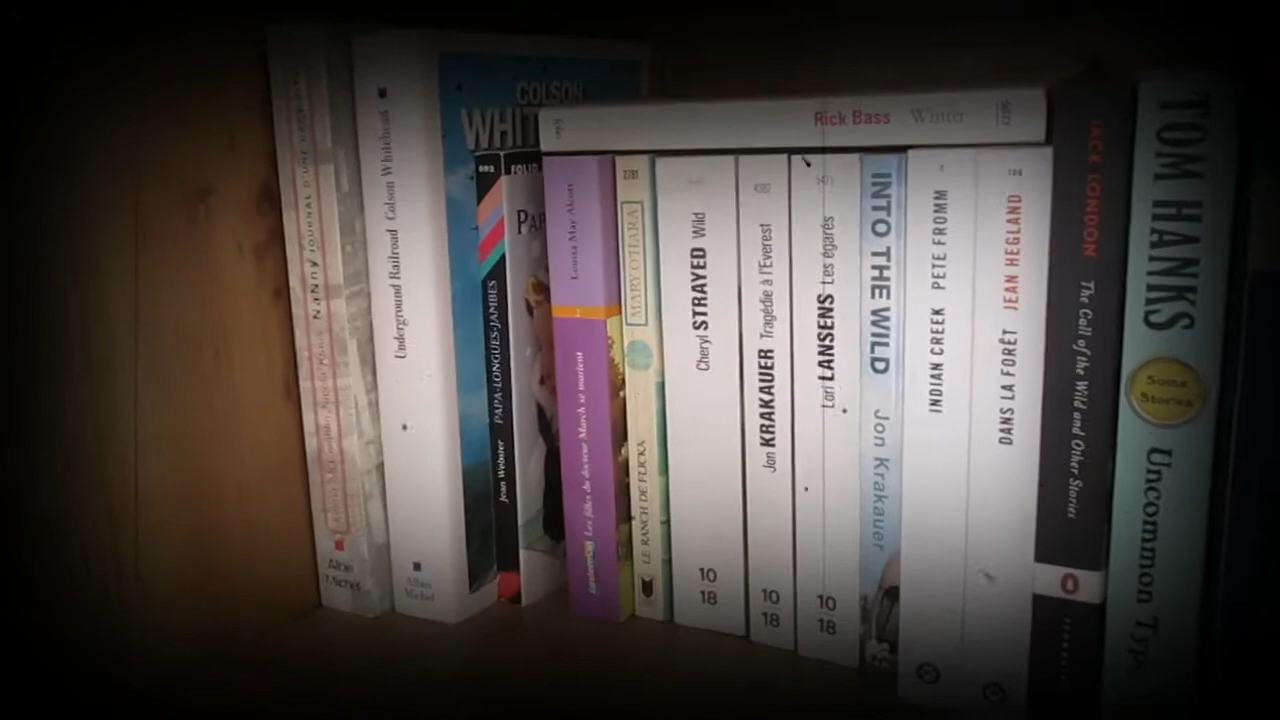 NANNY JOURNAL D'UNE
Albin
Michel
Underground Railroad Colson Whitehead
Albin
Michel
COLSON
WHIT
692
FOLIO
PAP
Jean Webster PAPA-LONGUES-JAMBES
Louisa May Alcott
Les filles du docteur March se marient
2781
MARY O'HARA
LE RANCH DE FLICKA
Rick Bass Winter
Cheryl STRAYED Wild
10
18
Jon KRAKAUER Tragédie à l'Everest
10
18
Lori LANSENS Les égarés
10
18
INTO THE WILD Jon Krakauer
INDIAN CREEK PETE FROMM
DANS LA FORÊT JEAN HEGLAND
JACK LONDON The Call of the Wild and Other Stories
TOM HANKS
Some
Stories
Uncommon Typ